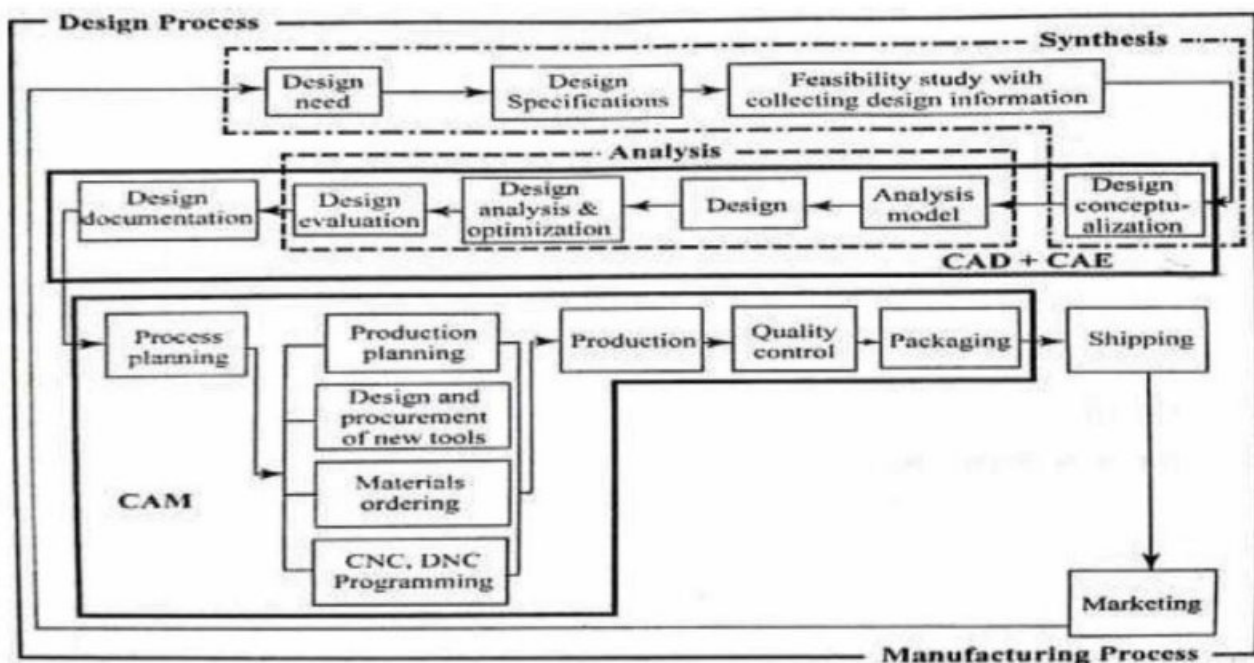 Design Process
Synthesis
Design
need
Design
Specifications
Feasibility study with
collecting design information
Analysis
Design
documentation
Design
evaluation
Design
analysis &
optimization
Design
Analysis
model
Design
conceptu-
alization
CAD + CAE
Process
planning
Production
planning
Design and
procurement
of new tools
Materials
ordering
CNC, DNC
Programming
Production
Quality
control
Packaging
Shipping
CAM
Marketing
Manufacturing Process